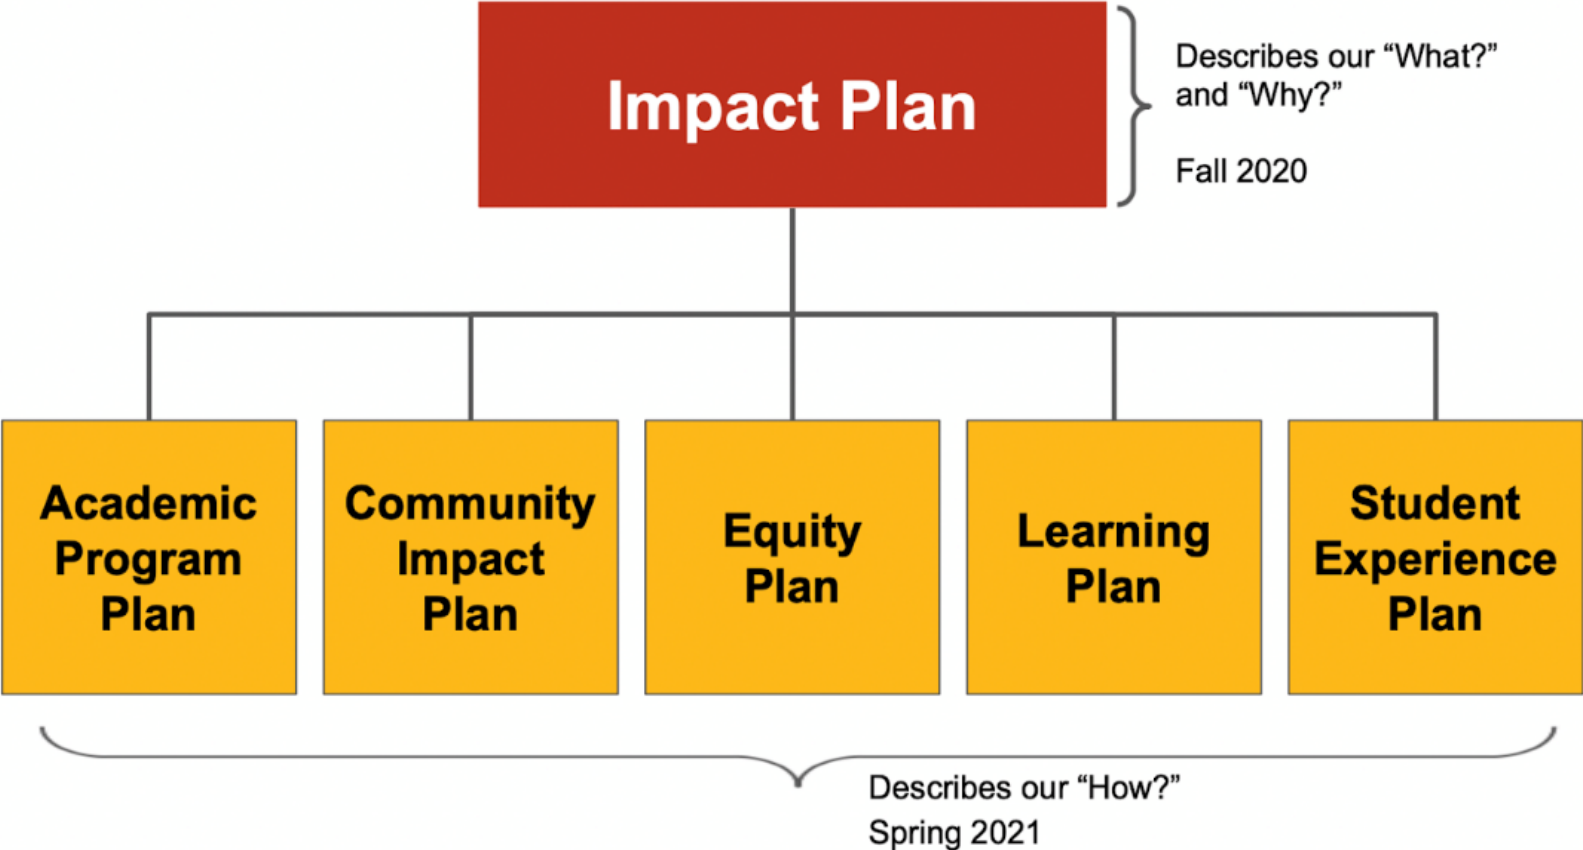 Impact Plan
Describes our “What?”
and “Why?”
Fall 2020
Academic
Program
Plan
Community
Impact
Plan
Equity
Plan
Learning
Plan
Student
Experience
Plan
Describes our “How?”
Spring 2021